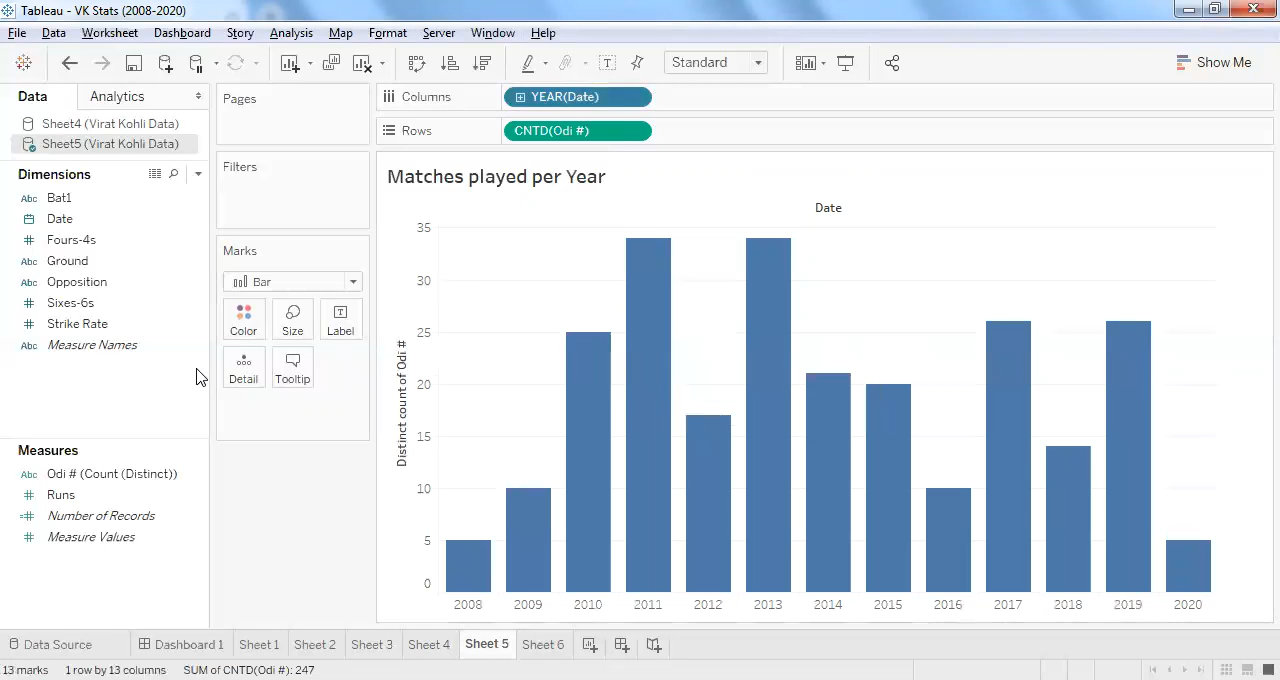 Tableau - VK Stats (2008-2020)
File Data Worksheet Dashboard Story Analysis Map Format Server Window Help
Standard
Show Me
Data Analytics
Sheet4 (Virat Kohli Data)
Sheet5 (Virat Kohli Data)
Dimensions
Abc Bat1
Date
# Fours-4s
Abc Ground
Abc Opposition
# Sixes-6s
# Strike Rate
Abc Measure Names
Measures
Abc Odi # (Count (Distinct))
# Runs
=# Number of Records
# Measure Values
Pages
Filters
Marks
Bar
Color Size Label
Detail Tooltip
Columns YEAR(Date)
Rows CNTD(Odi #)
Matches played per Year
Date
Distinct count of Odi #
35
30
25
20
15
10
5
0
2008 2009 2010 2011 2012 2013 2014 2015 2016 2017 2018 2019 2020
Data Source Dashboard 1 Sheet 1 Sheet 2 Sheet 3 Sheet 4 Sheet 5 Sheet 6
13 marks 1 row by 13 columns SUM of CNTD(Odi #): 247